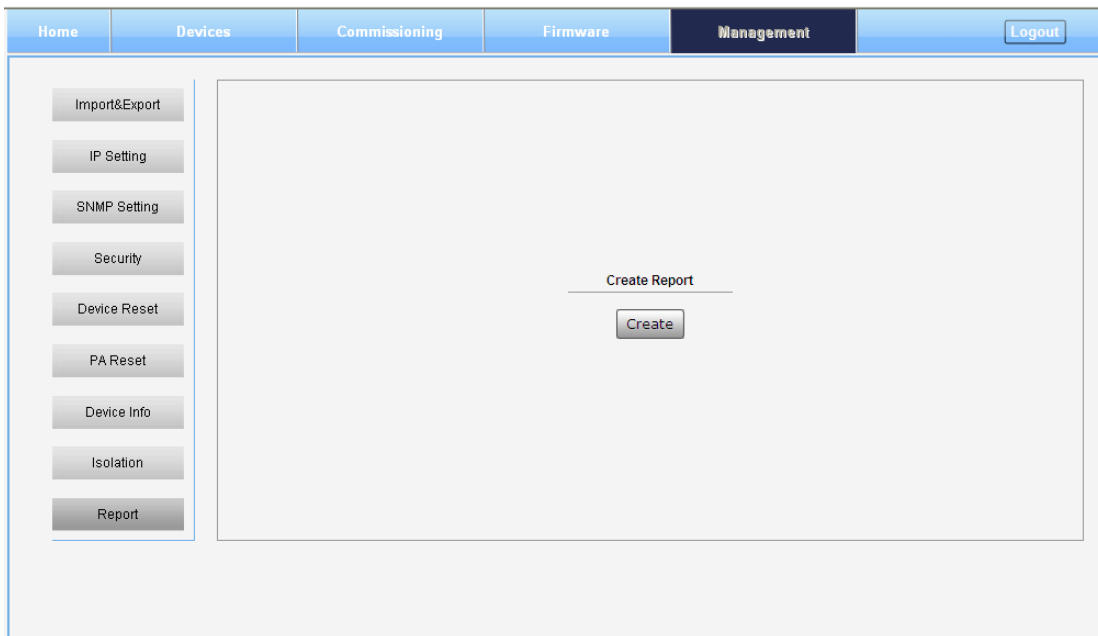 Home Devices Commissioning Firmware Management Logout
Import&Export
IP Setting
SNMP Setting
Security
Device Reset
PA Reset
Device Info
Isolation
Report
Create Report
Create